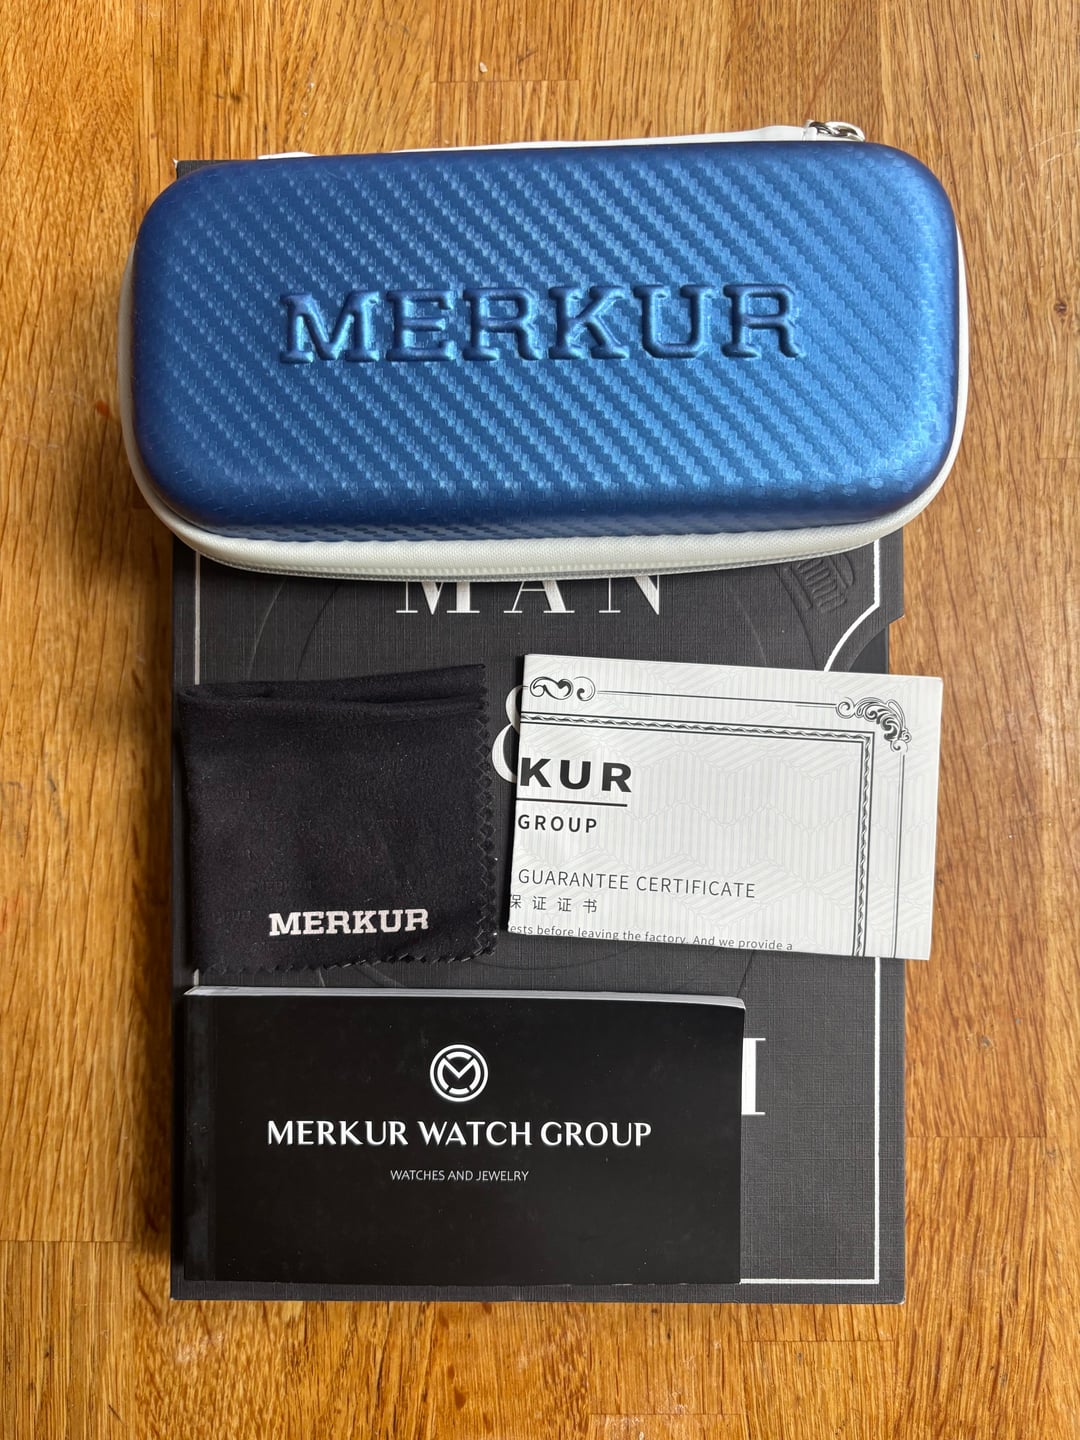 MERKUR
MAN
&
KUR
GROUP
GUARANTEE CERTIFICATE
保证证书
ests before leaving the factory. And we provide a
MERKUR
MERKUR WATCH GROUP
WATCHES AND JEWELRY